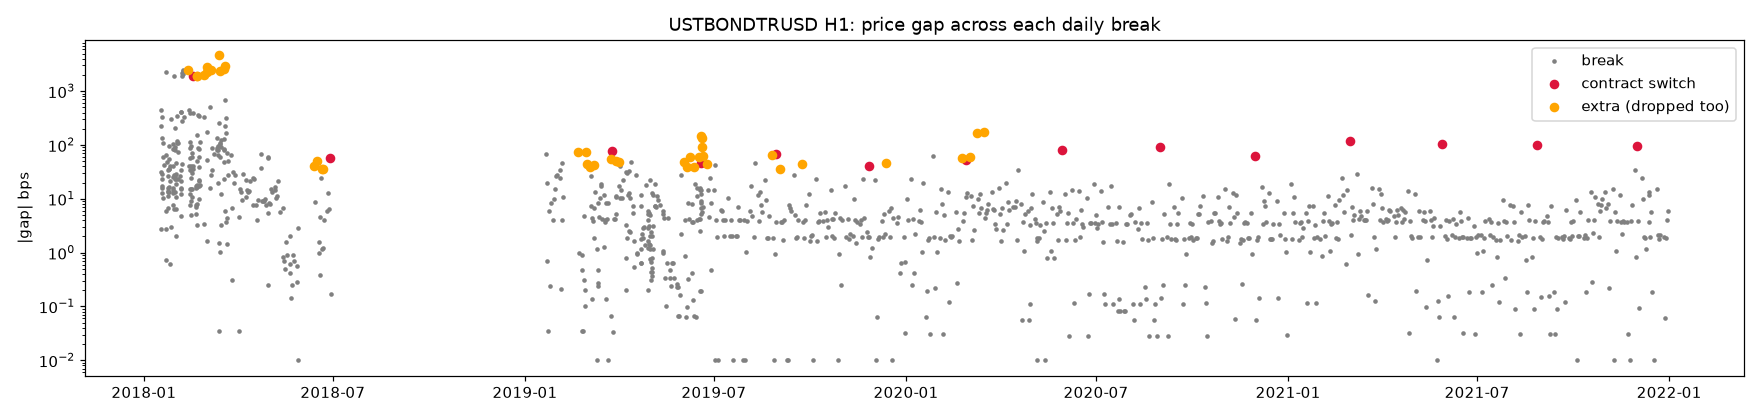 USTBONDTRUSD H1: price gap across each daily break
break
contract switch
extra (dropped too)
|gap| bps
10³
10²
10¹
10⁰
10⁻¹
10⁻²
2018-01 2018-07 2019-01 2019-07 2020-01 2020-07 2021-01 2021-07 2022-01